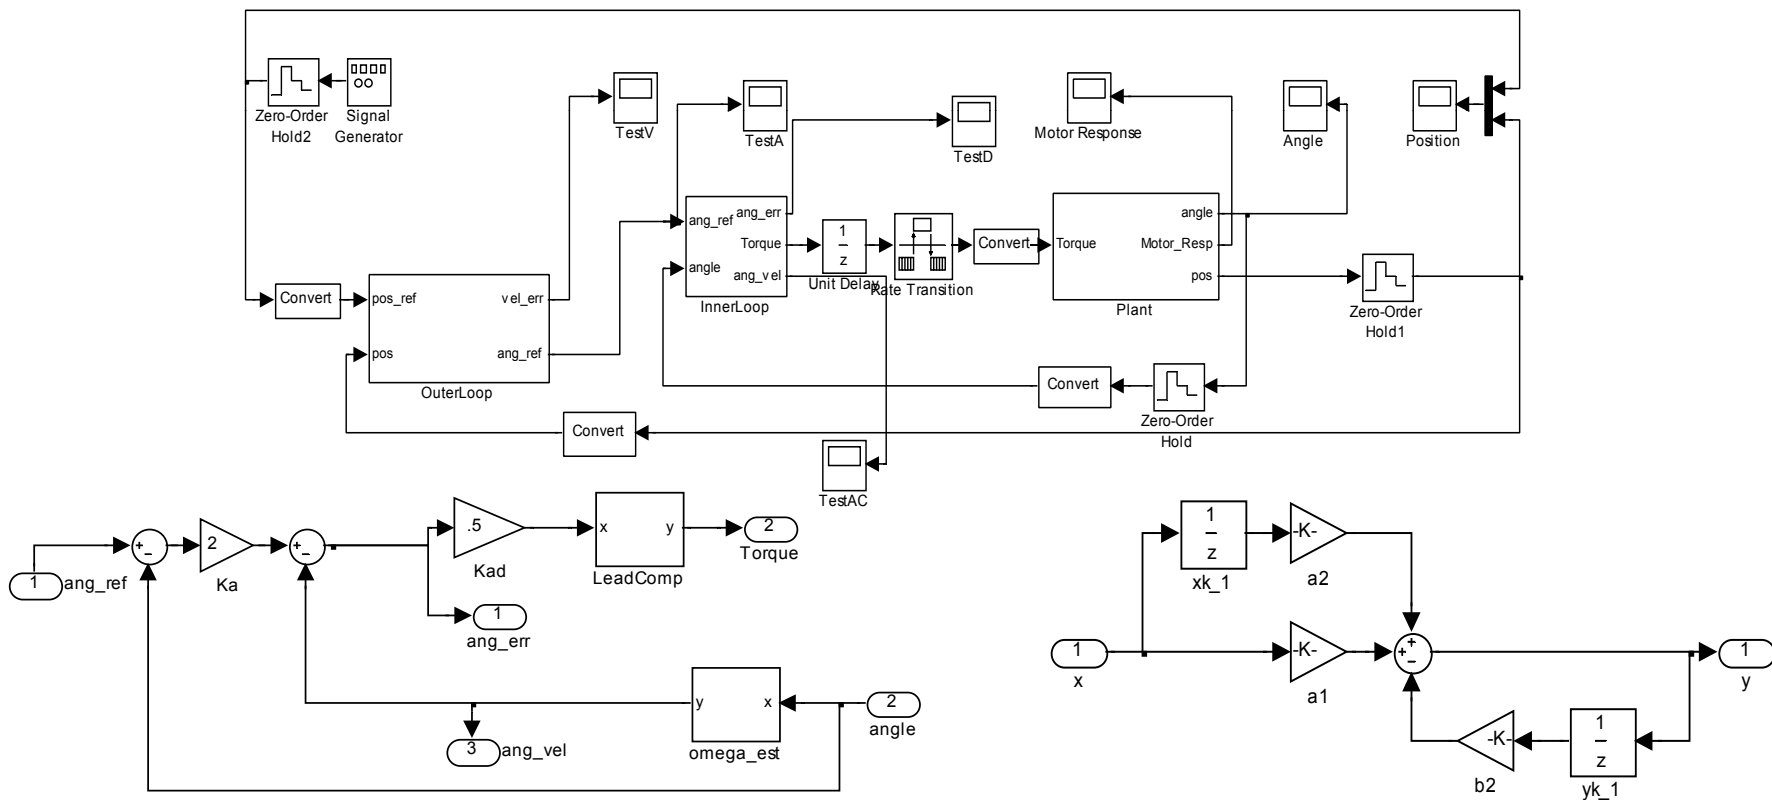 Zero-Order
Hold2
Signal
Generator
TestV
TestA
TestD
Motor Response
Angle
Position
ang_ref
angle
ang_err
Torque
ang_vel
InnerLoop
1
z
Unit Delay
Rate Transition
Convert
Torque
angle
Motor_Resp
pos
Plant
Zero-Order
Hold1
Convert
pos_ref
pos
vel_err
ang_ref
OuterLoop
Convert
Zero-Order
Hold
Convert
TestAC
1
ang_ref
+
-
2
Ka
+
-
.5
Kad
x
y
LeadComp
2
Torque
1
ang_err
y
x
omega_est
2
angle
3
ang_vel
1
z
xk_1
-K-
a2
1
x
-K-
a1
+
+
-
1
y
-K-
b2
1
z
yk_1